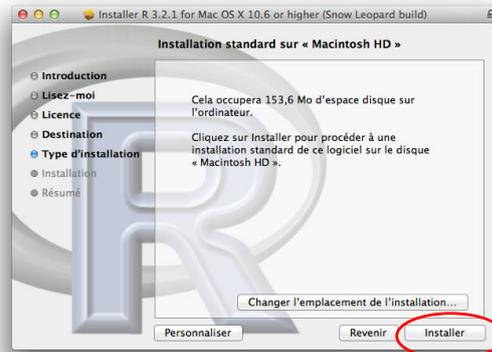 Installer R 3.2.1 for Mac OS X 10.6 or higher (Snow Leopard build)
Installation standard sur « Macintosh HD »
Introduction
Lisez-moi
Licence
Destination
Type d'installation
Installation
Résumé
Cela occupera 153,6 Mo d'espace disque sur
l'ordinateur.
Cliquez sur Installer pour procéder à une
installation standard de ce logiciel sur le disque
« Macintosh HD ».
Changer l'emplacement de l'installation...
Personnaliser
Revenir
Installer